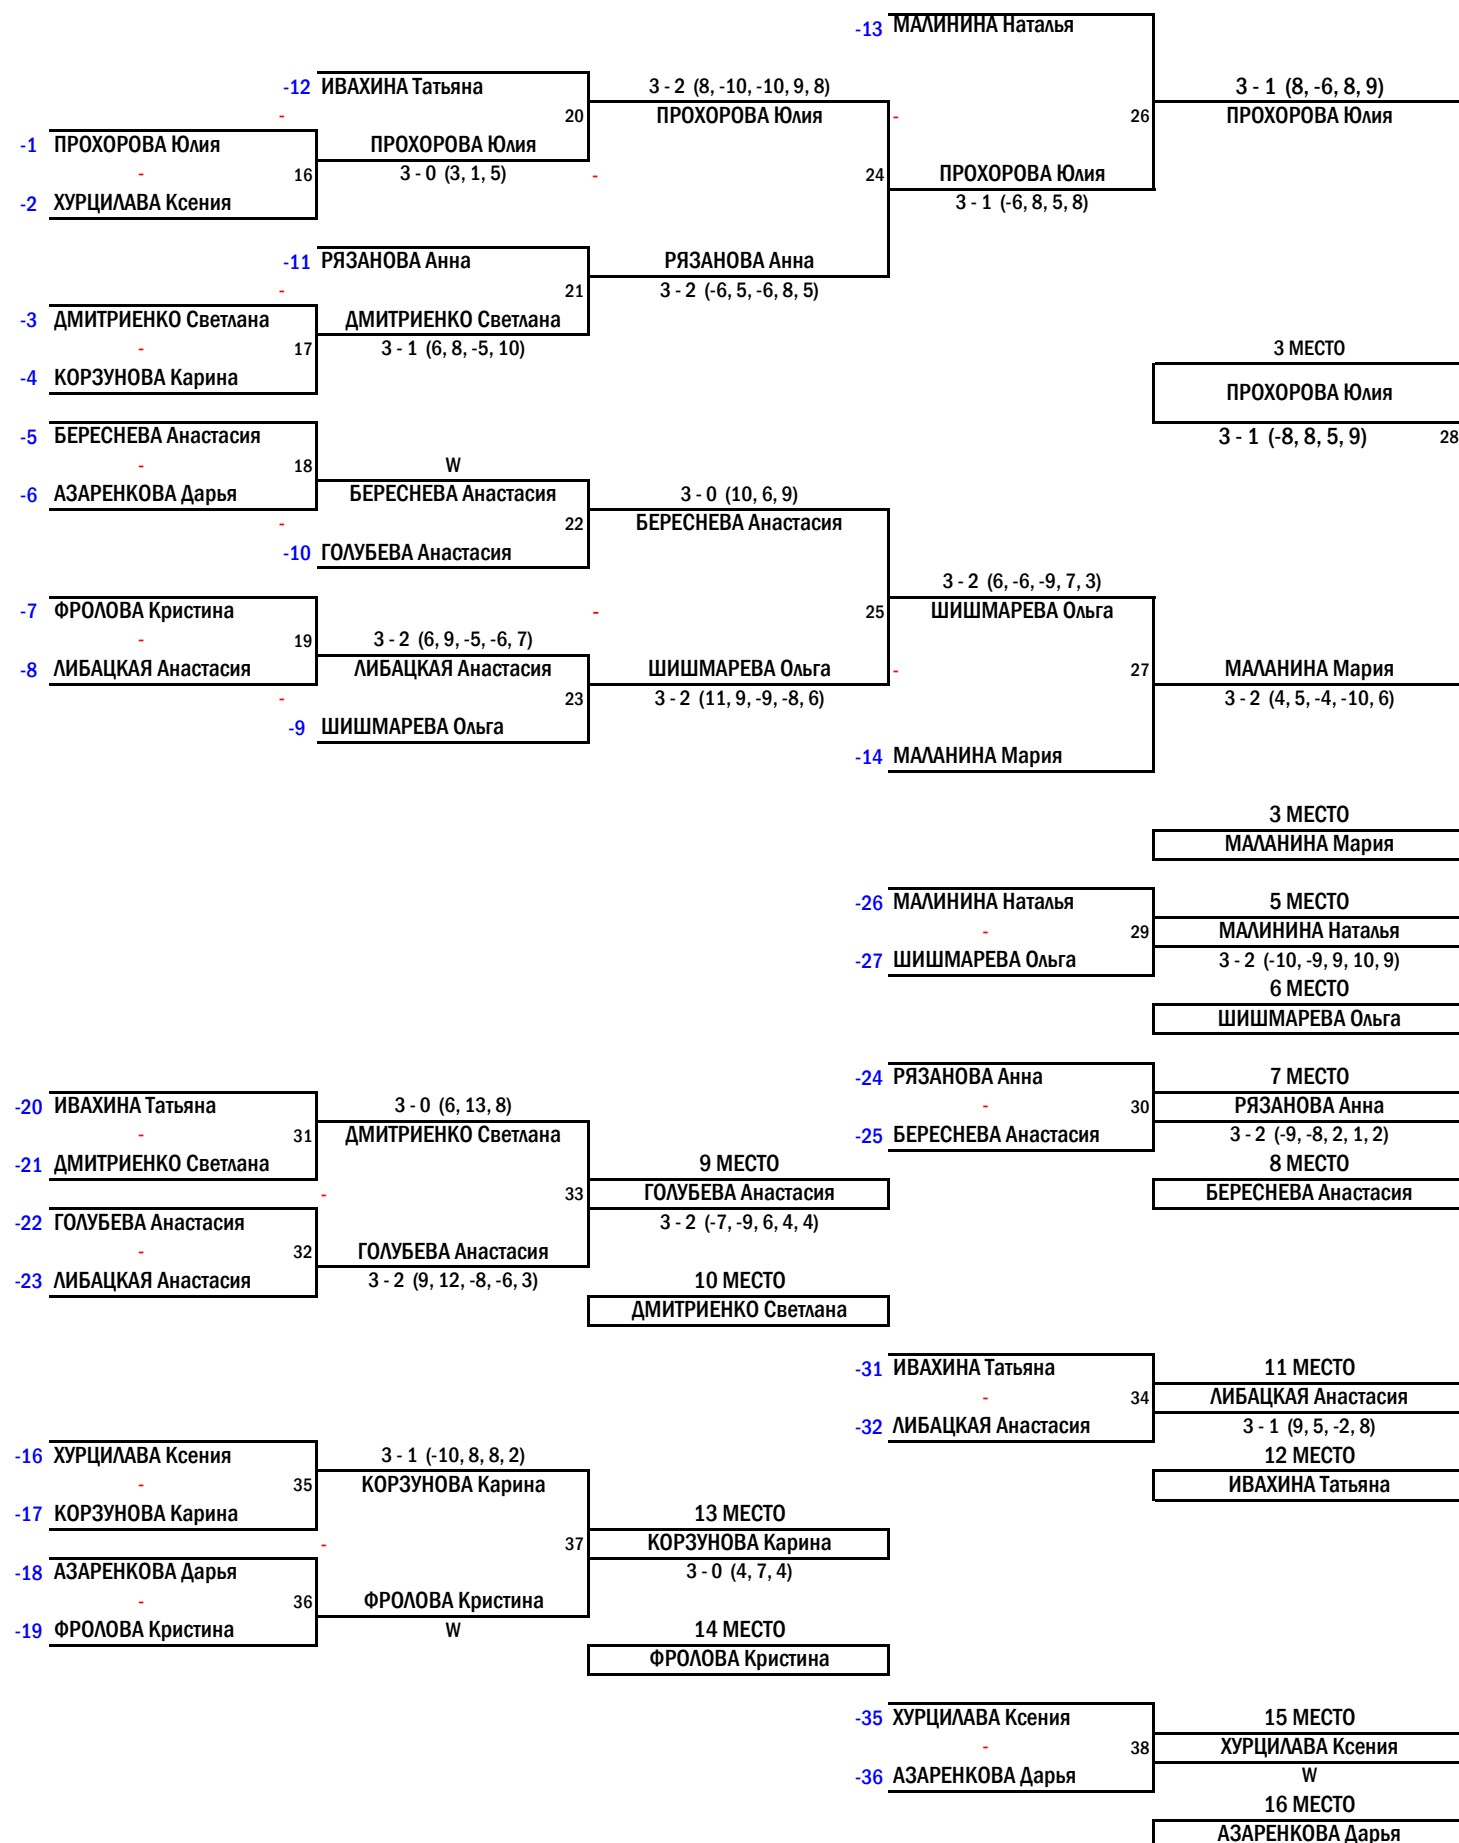 -13 МАЛИНИНА Наталья
-12 ИВАХИНА Татьяна 3 - 2 (8, -10, -10, 9, 8) 3 - 1 (8, -6, 8, 9)
- 20 ПРОХОРОВА Юлия - 26 ПРОХОРОВА Юлия
-1 ПРОХОРОВА Юлия ПРОХОРОВА Юлия
- 16 3 - 0 (3, 1, 5) - 24 ПРОХОРОВА Юлия
-2 ХУРЦИЛАВА Ксения 3 - 1 (-6, 8, 5, 8)
-11 РЯЗАНОВА Анна РЯЗАНОВА Анна
- 21 3 - 2 (-6, 5, -6, 8, 5)
-3 ДМИТРИЕНКО Светлана ДМИТРИЕНКО Светлана
- 17 3 - 1 (6, 8, -5, 10) 3 МЕСТО
-4 КОРЗУНОВА Карина ПРОХОРОВА Юлия
-5 БЕРЕСНЕВА Анастасия 3 - 1 (-8, 8, 5, 9) 28
- 18 W
-6 АЗАРЕНКОВА Дарья БЕРЕСНЕВА Анастасия 3 - 0 (10, 6, 9)
- 22 БЕРЕСНЕВА Анастасия
-10 ГОЛУБЕВА Анастасия
3 - 2 (6, -6, -9, 7, 3)
-7 ФРОЛОВА Кристина - 25 ШИШМАРЕВА Ольга
- 19 3 - 2 (6, 9, -5, -6, 7)
-8 ЛИБАЦКАЯ Анастасия ЛИБАЦКАЯ Анастасия ШИШМАРЕВА Ольга - 27 МАЛАНИНА Мария
- 23 3 - 2 (11, 9, -9, -8, 6) 3 - 2 (4, 5, -4, -10, 6)
-9 ШИШМАРЕВА Ольга
-14 МАЛАНИНА Мария
3 МЕСТО
МАЛАНИНА Мария
-26 МАЛИНИНА Наталья 5 МЕСТО
- 29 МАЛИНИНА Наталья
-27 ШИШМАРЕВА Ольга 3 - 2 (-10, -9, 9, 10, 9)
6 МЕСТО
ШИШМАРЕВА Ольга
-24 РЯЗАНОВА Анна 7 МЕСТО
-20 ИВАХИНА Татьяна 3 - 0 (6, 13, 8) - 30 РЯЗАНОВА Анна
- 31 ДМИТРИЕНКО Светлана -25 БЕРЕСНЕВА Анастасия 3 - 2 (-9, -8, 2, 1, 2)
-21 ДМИТРИЕНКО Светлана 9 МЕСТО 8 МЕСТО
- 33 ГОЛУБЕВА Анастасия БЕРЕСНЕВА Анастасия
-22 ГОЛУБЕВА Анастасия 3 - 2 (-7, -9, 6, 4, 4)
- 32 ГОЛУБЕВА Анастасия
-23 ЛИБАЦКАЯ Анастасия 3 - 2 (9, 12, -8, -6, 3) 10 МЕСТО
ДМИТРИЕНКО Светлана
-31 ИВАХИНА Татьяна 11 МЕСТО
- 34 ЛИБАЦКАЯ Анастасия
-32 ЛИБАЦКАЯ Анастасия 3 - 1 (9, 5, -2, 8)
-16 ХУРЦИЛАВА Ксения 3 - 1 (-10, 8, 8, 2) 12 МЕСТО
- 35 КОРЗУНОВА Карина ИВАХИНА Татьяна
-17 КОРЗУНОВА Карина 13 МЕСТО
- 37 КОРЗУНОВА Карина
-18 АЗАРЕНКОВА Дарья 3 - 0 (4, 7, 4)
- 36 ФРОЛОВА Кристина
-19 ФРОЛОВА Кристина W 14 МЕСТО
ФРОЛОВА Кристина
-35 ХУРЦИЛАВА Ксения 15 МЕСТО
- 38 ХУРЦИЛАВА Ксения
-36 АЗАРЕНКОВА Дарья W
16 МЕСТО
АЗАРЕНКОВА Дарья